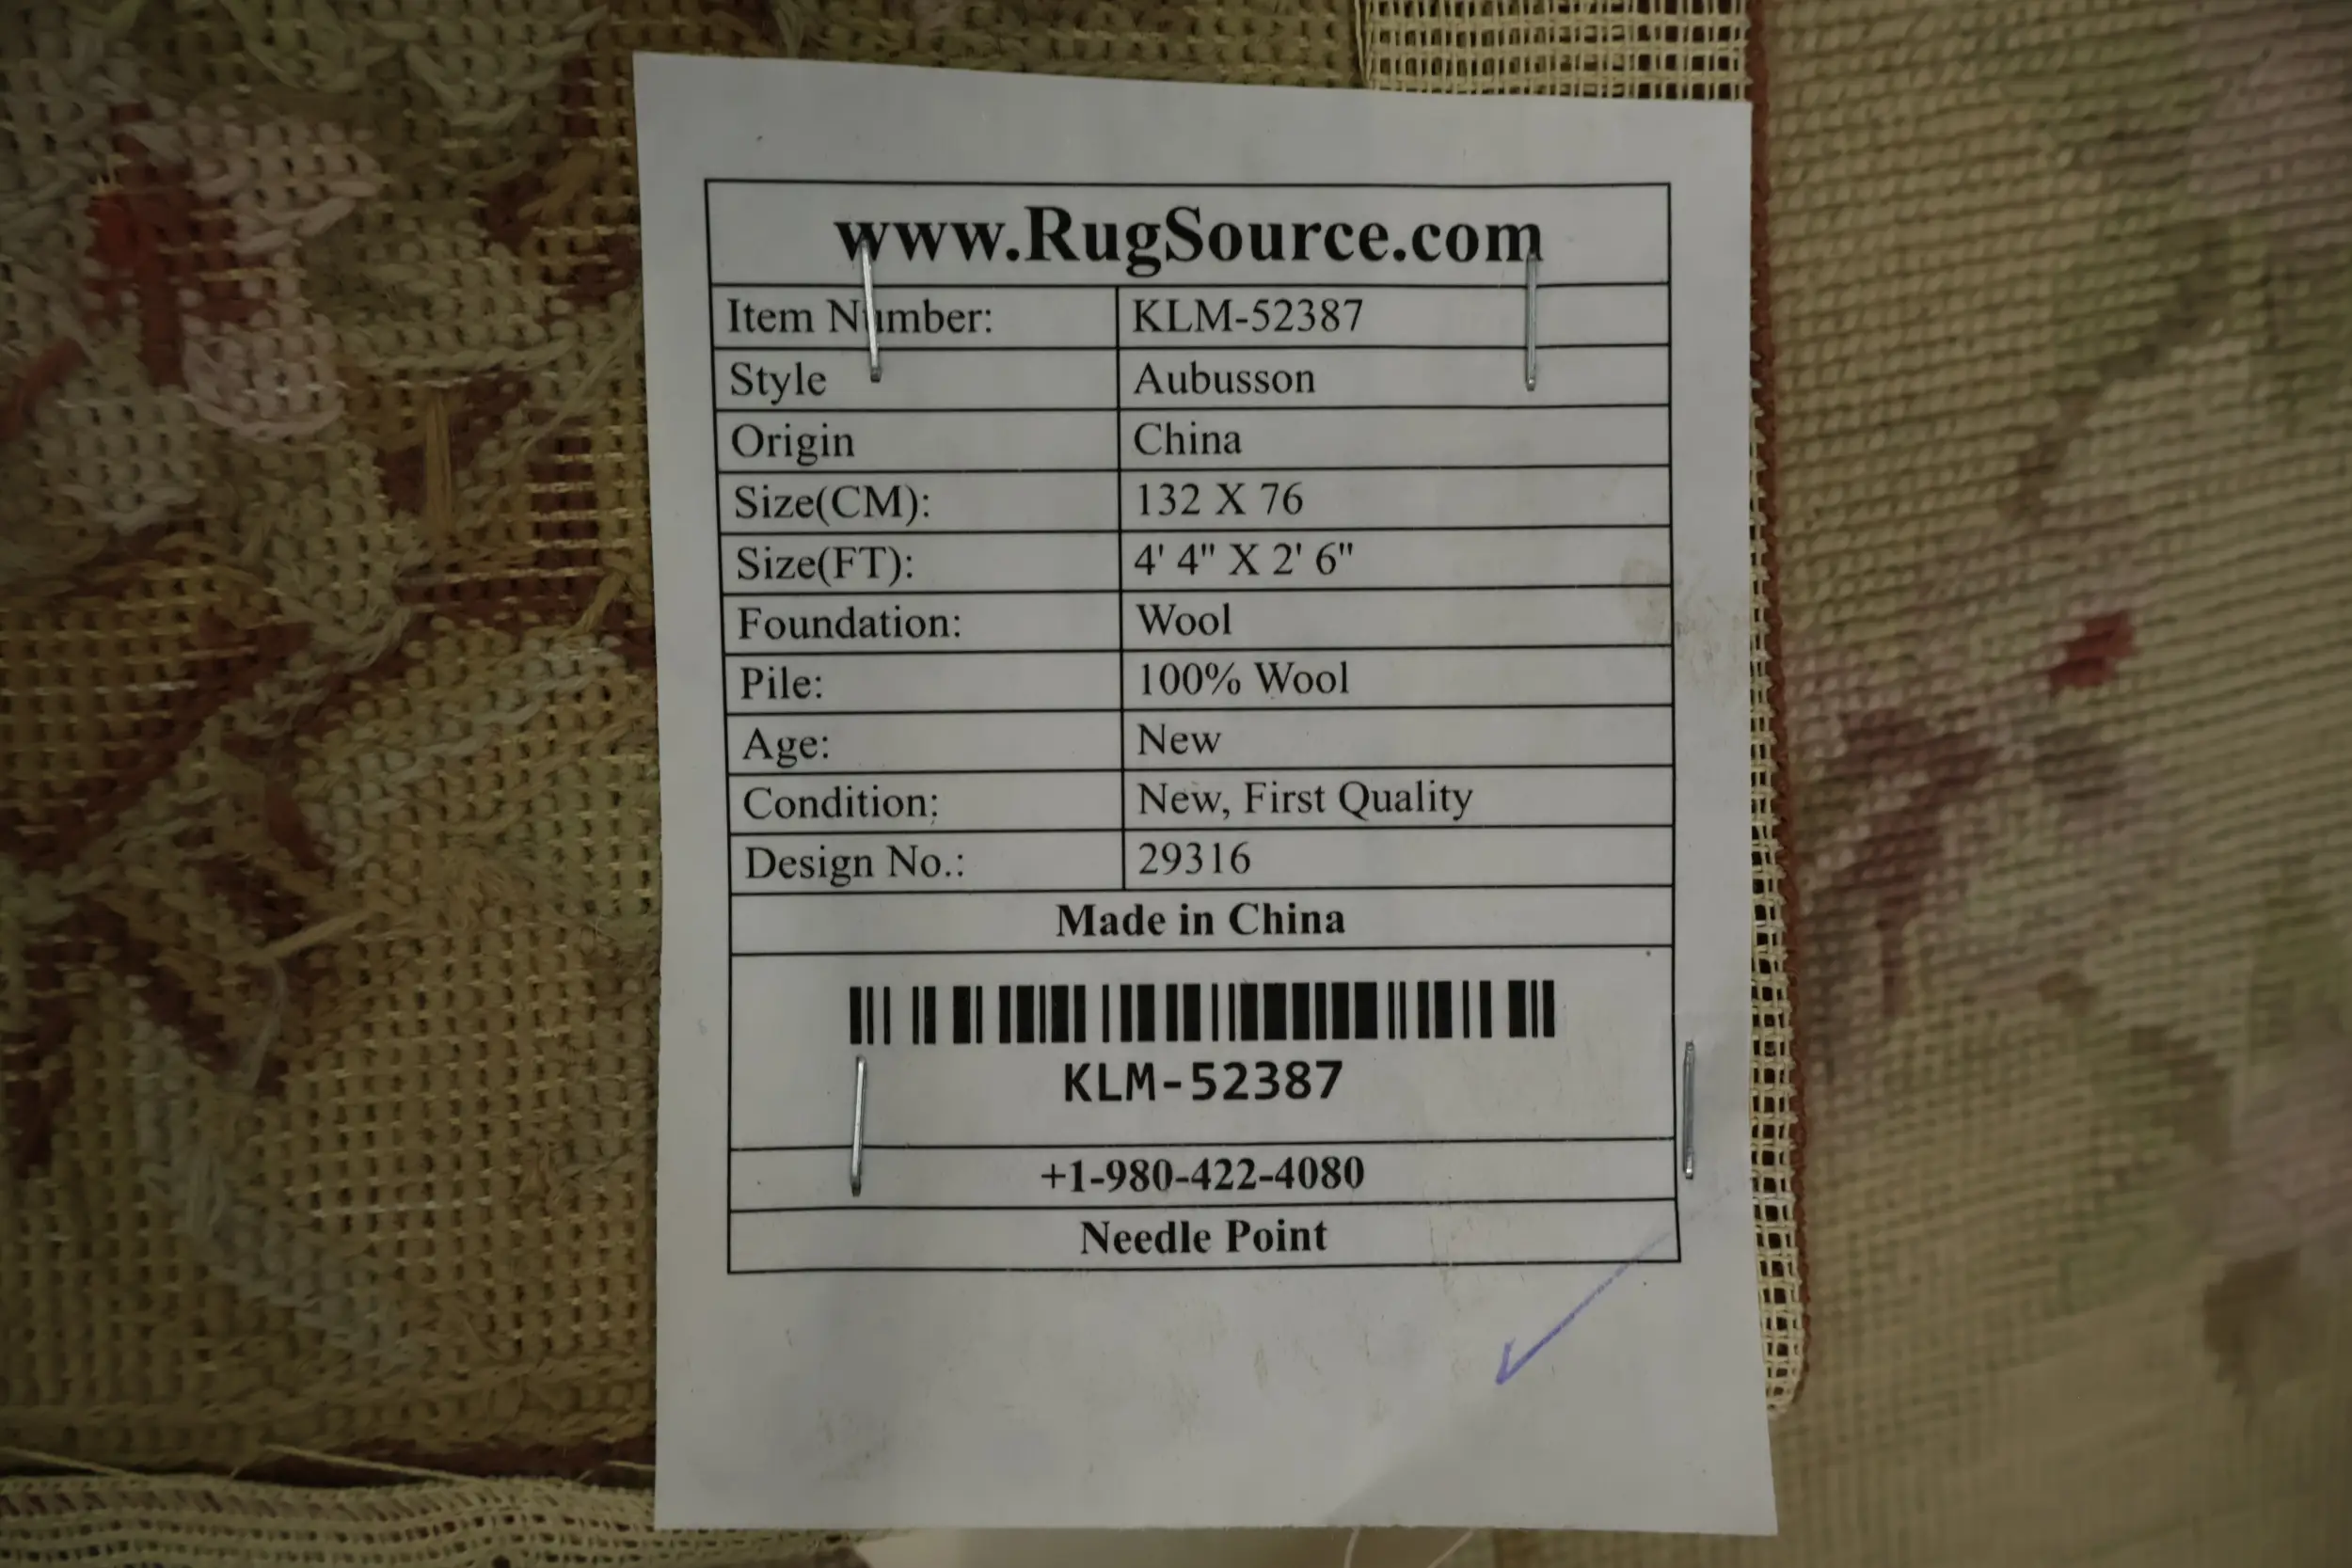 www.RugSource.com
Item Number: KLM-52387
Style Aubusson
Origin China
Size(CM): 132 X 76
Size(FT): 4' 4" X 2' 6"
Foundation: Wool
Pile: 100% Wool
Age: New
Condition: New, First Quality
Design No.: 29316
Made in China
KLM-52387
+1-980-422-4080
Needle Point